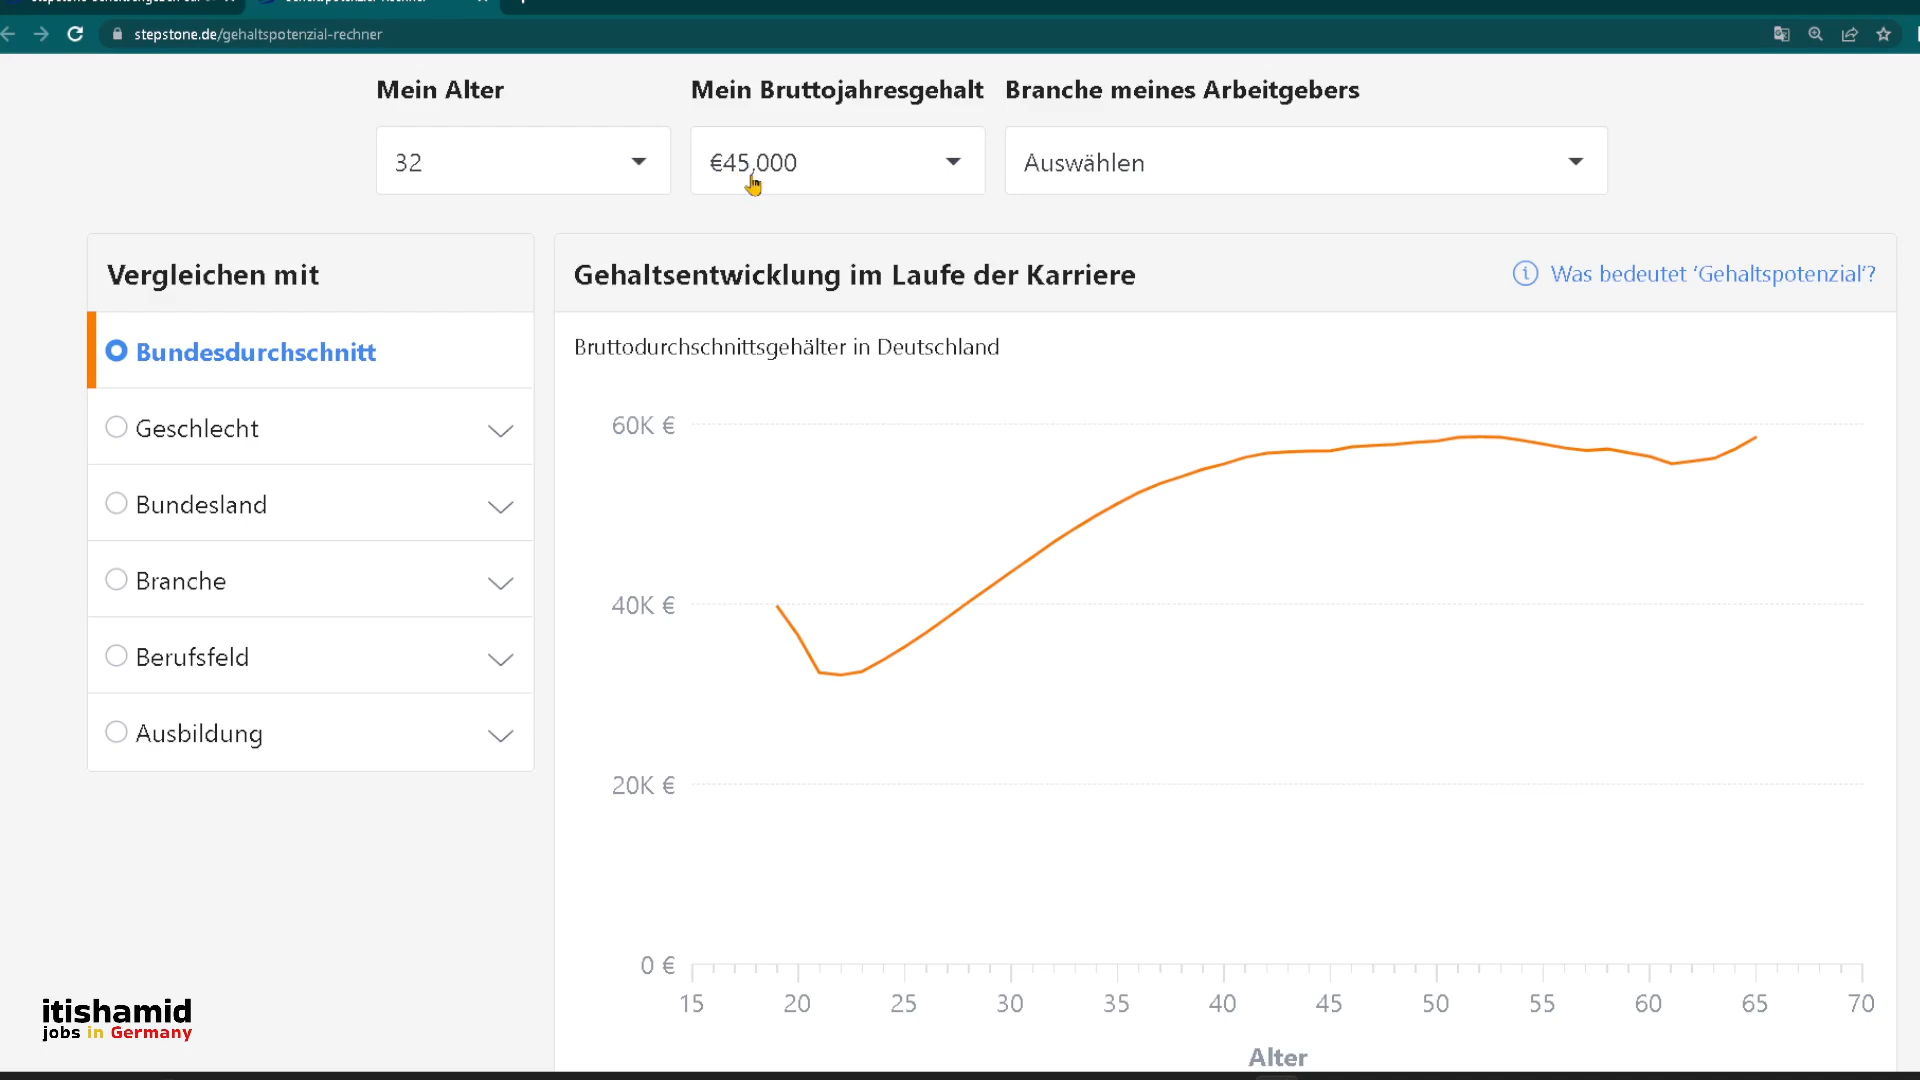 stepstone.de/gehaltspotenzial-rechner
Mein Alter
Mein Bruttojahresgehalt
Branche meines Arbeitgebers
32
€45,000
Auswählen
Vergleichen mit
Bundesdurchschnitt
Geschlecht
Bundesland
Branche
Berufsfeld
Ausbildung
Gehaltsentwicklung im Laufe der Karriere
Was bedeutet ‘Gehaltspotenzial’?
Bruttodurchschnittsgehälter in Deutschland
60K €
40K €
20K €
0 €
15 20 25 30 35 40 45 50 55 60 65 70
Alter
itishamid
jobs in Germany